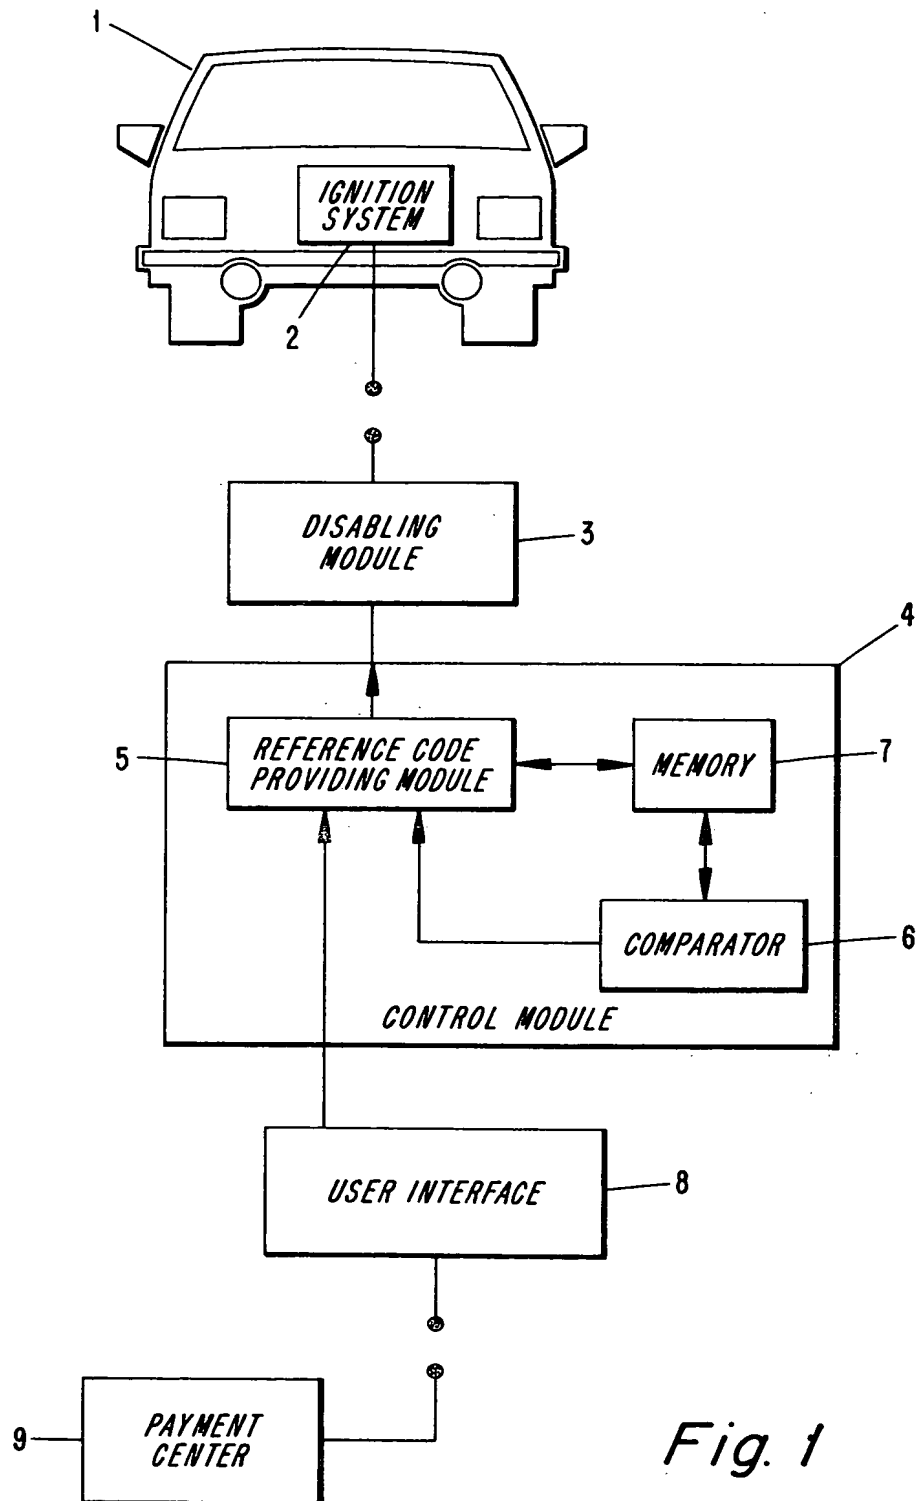 1
IGNITION
SYSTEM
2
DISABLING
MODULE
3
4
5
REFERENCE CODE
PROVIDING MODULE
MEMORY
7
COMPARATOR
6
CONTROL MODULE
USER INTERFACE
8
9
PAYMENT
CENTER
Fig. 1